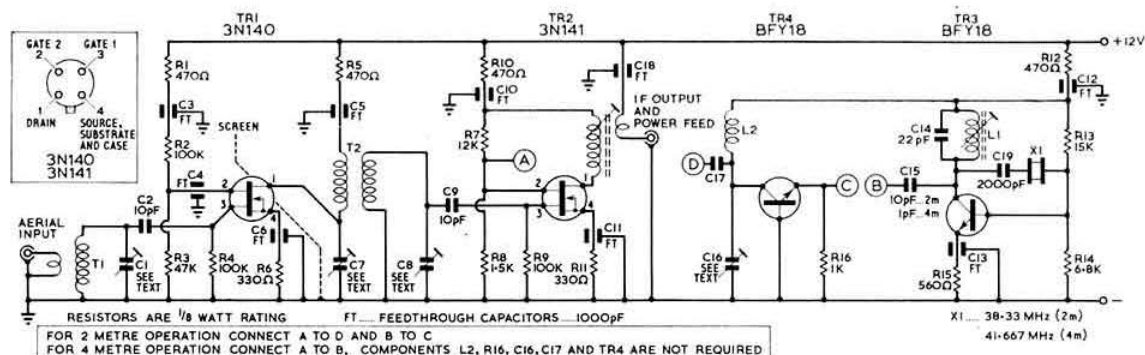 TR1
3N140
TR2
3N141
TR4
BFY18
TR3
BFY18
GATE 2
2
GATE 1
3
1
DRAIN
4
SOURCE,
SUBSTRATE
AND CASE
3N140
3N141
+12V
R1
470Ω
C3
FT
R2
100K
SCREEN
FT
C4
C2
10pF
AERIAL
INPUT
T1
C1
SEE
TEXT
R3
47K
R4
100K
C6
FT
R6
330Ω
1
2
3
4
R5
470Ω
C5
FT
T2
C7
SEE
TEXT
C8
SEE
TEXT
C9
10pF
R10
470Ω
C10
FT
R7
12K
A
1
2
3
4
R8
1·5K
R9
100K
R11
330Ω
C11
FT
C18
FT
IF OUTPUT
AND
POWER FEED
L2
D
C17
C16
SEE
TEXT
C
R16
1K
B
C15
10pF...2m
1pF...4m
C14
22pF
L1
C19
2000pF
X1
C13
FT
R15
560Ω
R12
470Ω
C12
FT
R13
15K
R14
6·8K
–
RESISTORS ARE 1/8 WATT RATING
FT.... FEEDTHROUGH CAPACITORS....1000pF
X1..... 38·33 MHz (2m)
41·667 MHz (4m)
FOR 2 METRE OPERATION CONNECT A TO D AND B TO C
FOR 4 METRE OPERATION CONNECT A TO B, COMPONENTS L2, R16, C16, C17 AND TR4 ARE NOT REQUIRED